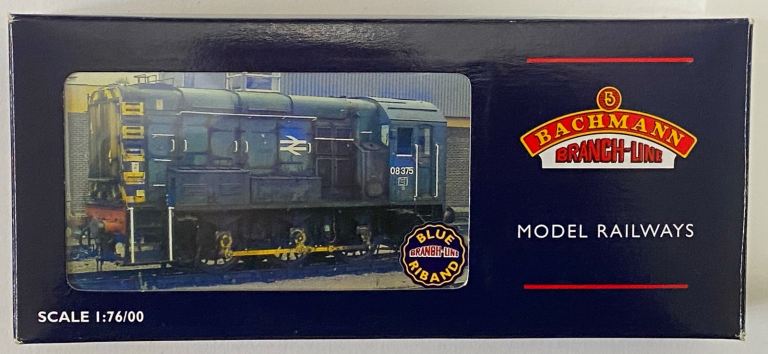 BACHMANN
BRANCH-LINE
MODEL RAILWAYS
08375
BLUE
BRANCH-LINE
RIBAND
SCALE 1:76/00